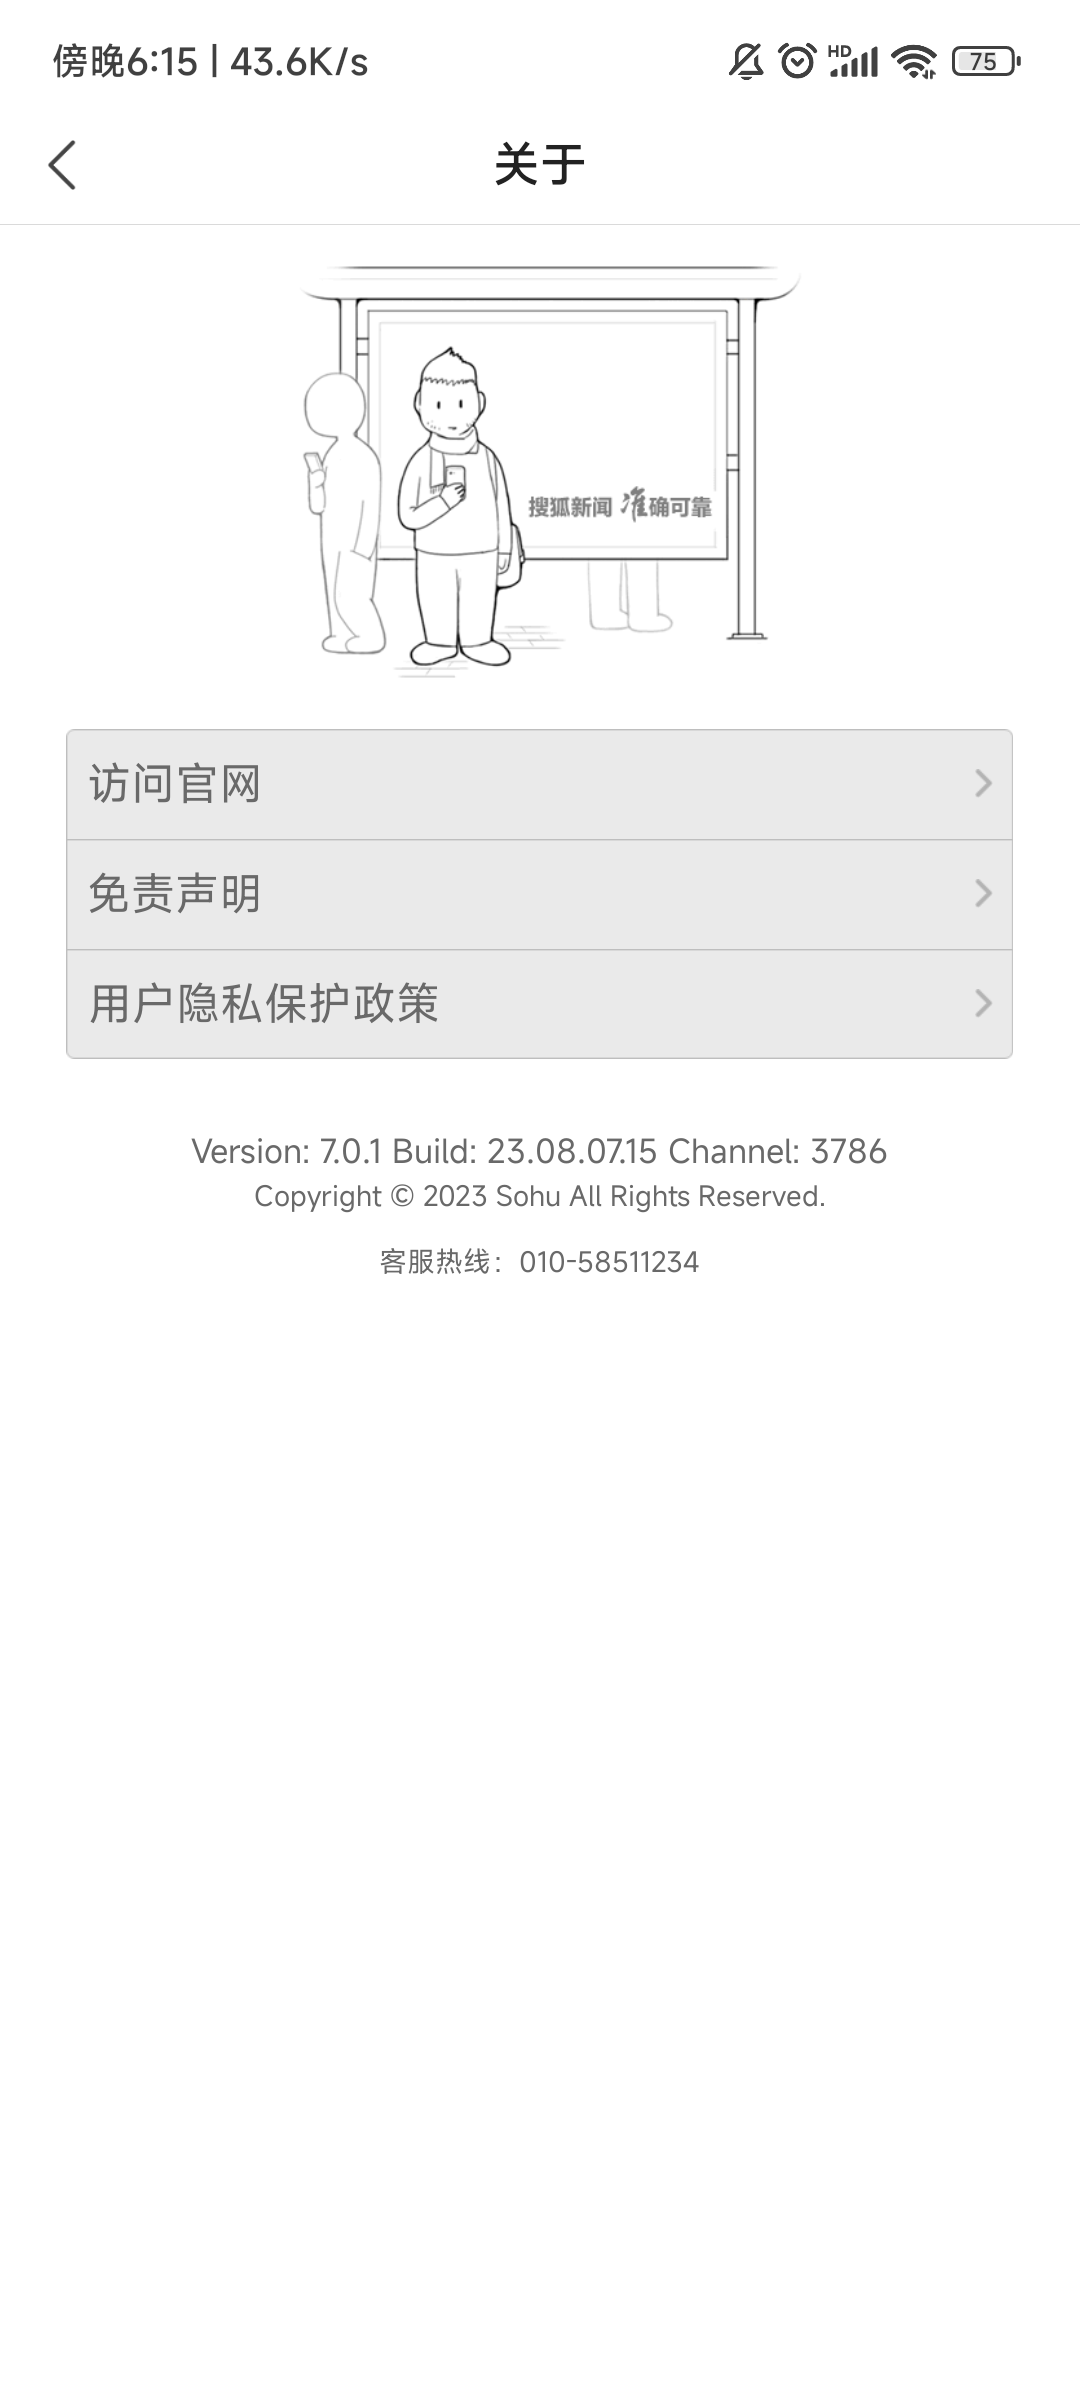 傍晚6:15 | 43.6K/s
HD
75
关于
搜狐新闻 准确可靠
访问官网
免责声明
用户隐私保护政策
Version: 7.0.1 Build: 23.08.07.15 Channel: 3786
Copyright © 2023 Sohu All Rights Reserved.
客服热线：010-58511234